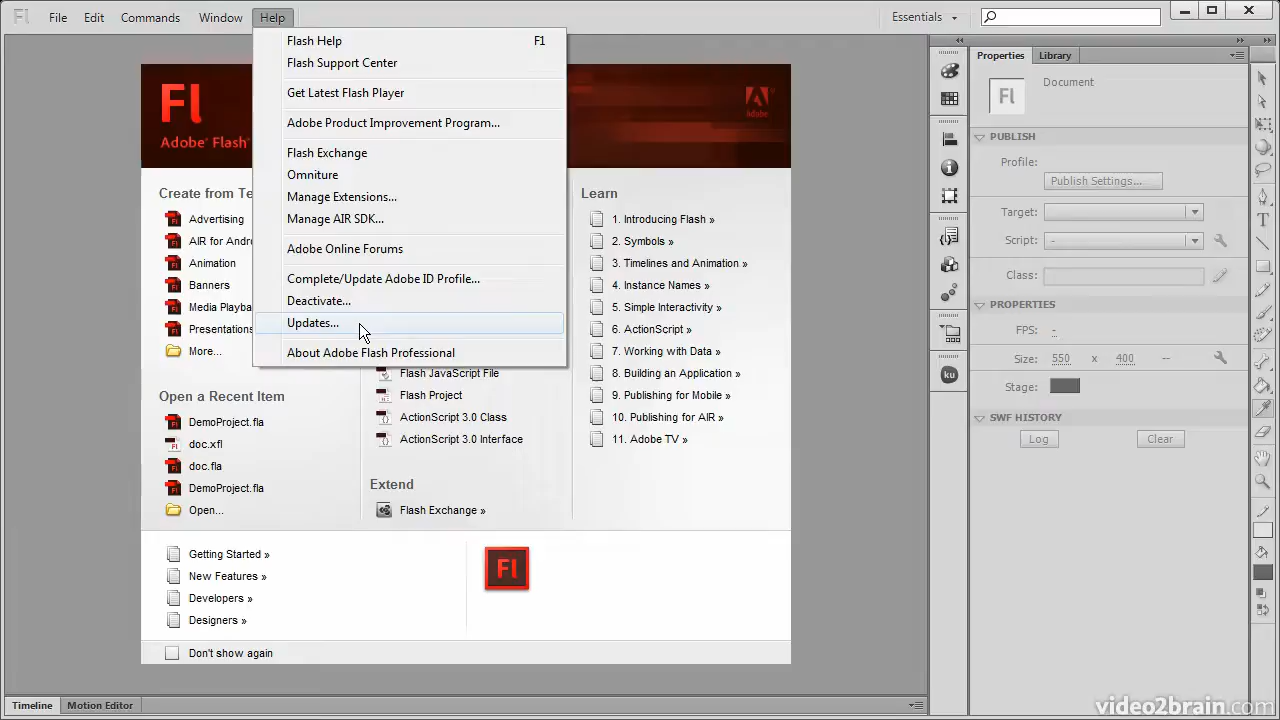 Fl File Edit Commands Window Help Essentials
Flash Help F1
Flash Support Center
Get Latest Flash Player
Adobe Product Improvement Program...
Flash Exchange
Omniture
Manage Extensions...
Manage AIR SDK...
Adobe Online Forums
Complete/Update Adobe ID Profile...
Deactivate...
Updates...
About Adobe Flash Professional
Fl
Adobe® Flash®
Adobe
Create from Te
Advertising
AIR for Andr
Animation
Banners
Media Playba
Presentations
More...
Open a Recent Item
DemoProject.fla
doc.xfl
doc.fla
DemoProject.fla
Open...
Flash JavaScript File
Flash Project
ActionScript 3.0 Class
ActionScript 3.0 Interface
Extend
Flash Exchange »
Learn
1. Introducing Flash »
2. Symbols »
3. Timelines and Animation »
4. Instance Names »
5. Simple Interactivity »
6. ActionScript »
7. Working with Data »
8. Building an Application »
9. Publishing for Mobile »
10. Publishing for AIR »
11. Adobe TV »
Getting Started »
New Features »
Developers »
Designers »
Fl
Don't show again
Timeline Motion Editor
ku
Properties Library
Fl Document
PUBLISH
Profile:
Publish Settings...
Target:
Script: -
Class:
PROPERTIES
FPS: -
Size: 550 x 400 --
Stage:
SWF HISTORY
Log Clear
video2brain.com